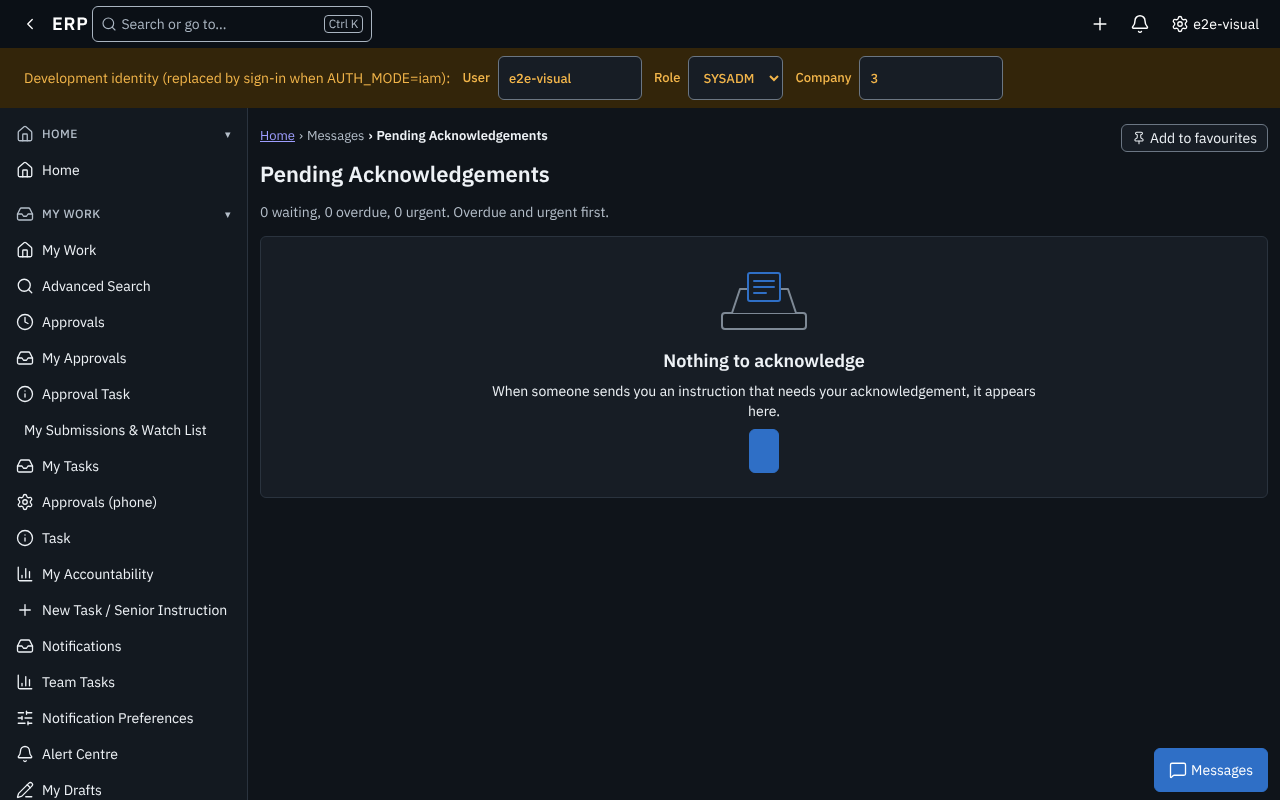 ERP
Search or go to...
Ctrl K
e2e-visual
Development identity (replaced by sign-in when AUTH_MODE=iam):
User
e2e-visual
Role
SYSADM
Company
3
HOME
Home
MY WORK
My Work
Advanced Search
Approvals
My Approvals
Approval Task
My Submissions & Watch List
My Tasks
Approvals (phone)
Task
My Accountability
New Task / Senior Instruction
Notifications
Team Tasks
Notification Preferences
Alert Centre
My Drafts
Home › Messages › Pending Acknowledgements
Add to favourites
Pending Acknowledgements
0 waiting, 0 overdue, 0 urgent. Overdue and urgent first.
Nothing to acknowledge
When someone sends you an instruction that needs your acknowledgement, it appears
here.
Messages